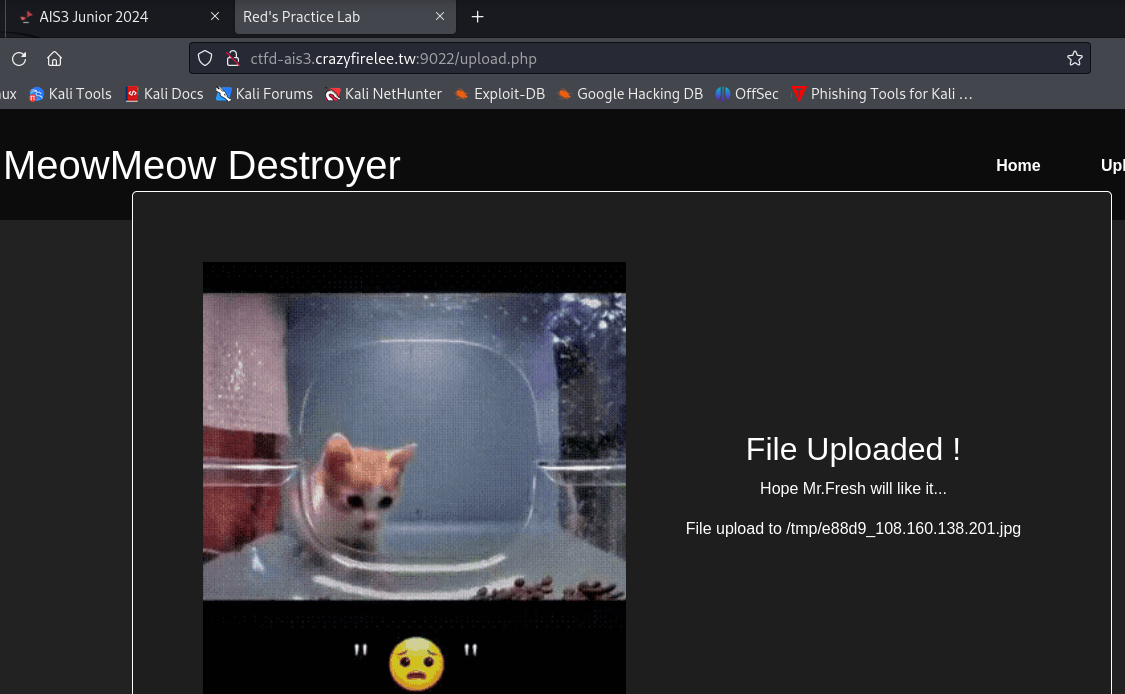 AIS3 Junior 2024
Red's Practice Lab
ctfd-ais3.crazyfirelee.tw:9022/upload.php
ux Kali Tools Kali Docs Kali Forums Kali NetHunter Exploit-DB Google Hacking DB OffSec Phishing Tools for Kali …
MeowMeow Destroyer
Home Upl
File Uploaded !
Hope Mr.Fresh will like it...
File upload to /tmp/e88d9_108.160.138.201.jpg
" 😟 "